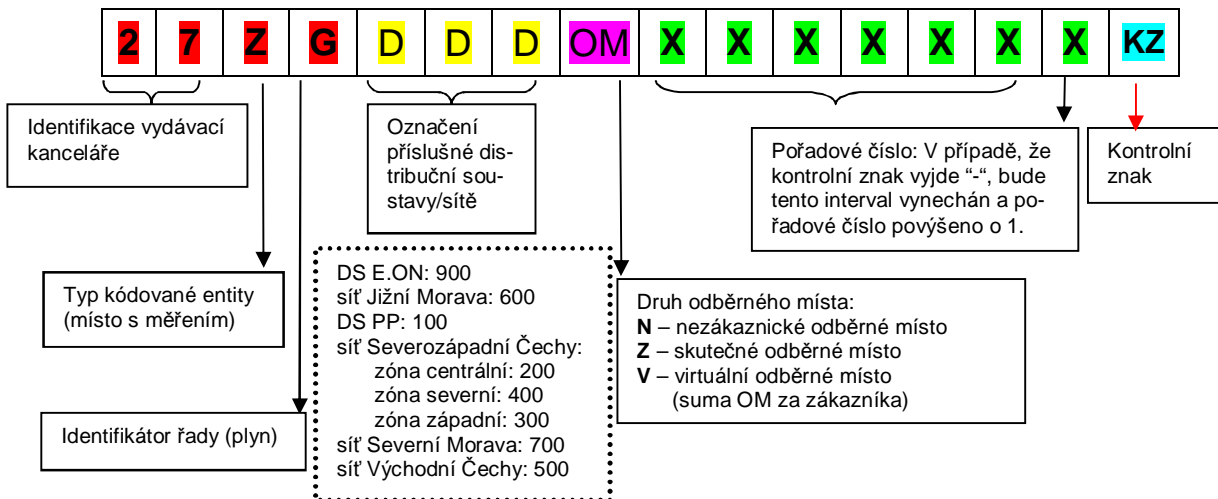 2 7 Z G D D D OM X X X X X X X KZ
Identifikace vydávací
kanceláře
Označení
příslušné dis-
tribuční sou-
stavy/sítě
Pořadové číslo: V případě, že
kontrolní znak vyjde “-“, bude
tento interval vynechán a po-
řadové číslo povýšeno o 1.
Kontrolní
znak
Typ kódované entity
(místo s měřením)
Identifikátor řady (plyn)
DS E.ON: 900
síť Jižní Morava: 600
DS PP: 100
síť Severozápadní Čechy:
zóna centrální: 200
zóna severní: 400
zóna západní: 300
síť Severní Morava: 700
síť Východní Čechy: 500
Druh odběrného místa:
N – nezákaznické odběrné místo
Z – skutečné odběrné místo
V – virtuální odběrné místo
(suma OM za zákazníka)